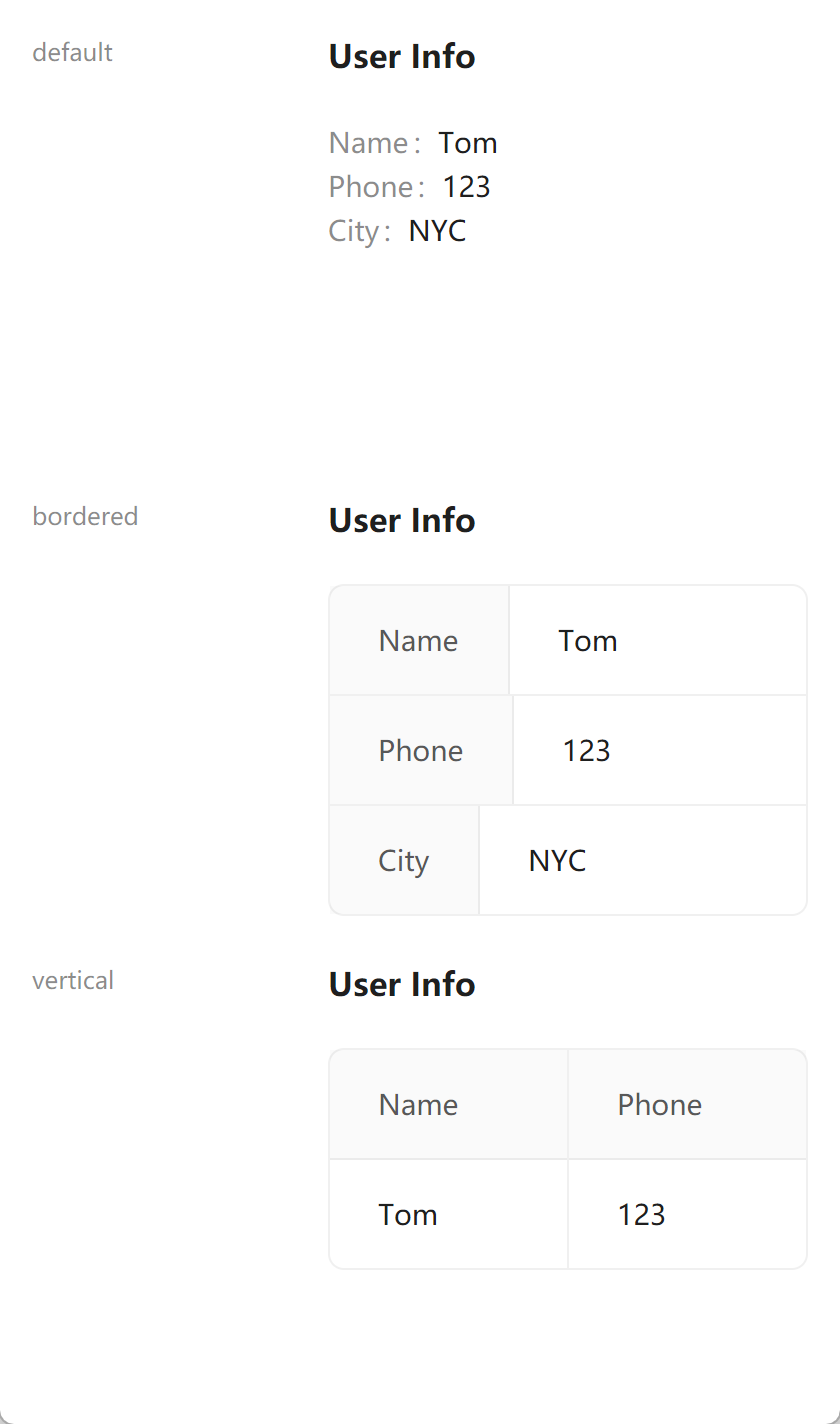 default
User Info
Name: Tom
Phone: 123
City: NYC
bordered
User Info
Name Tom
Phone 123
City NYC
vertical
User Info
Name Phone
Tom 123